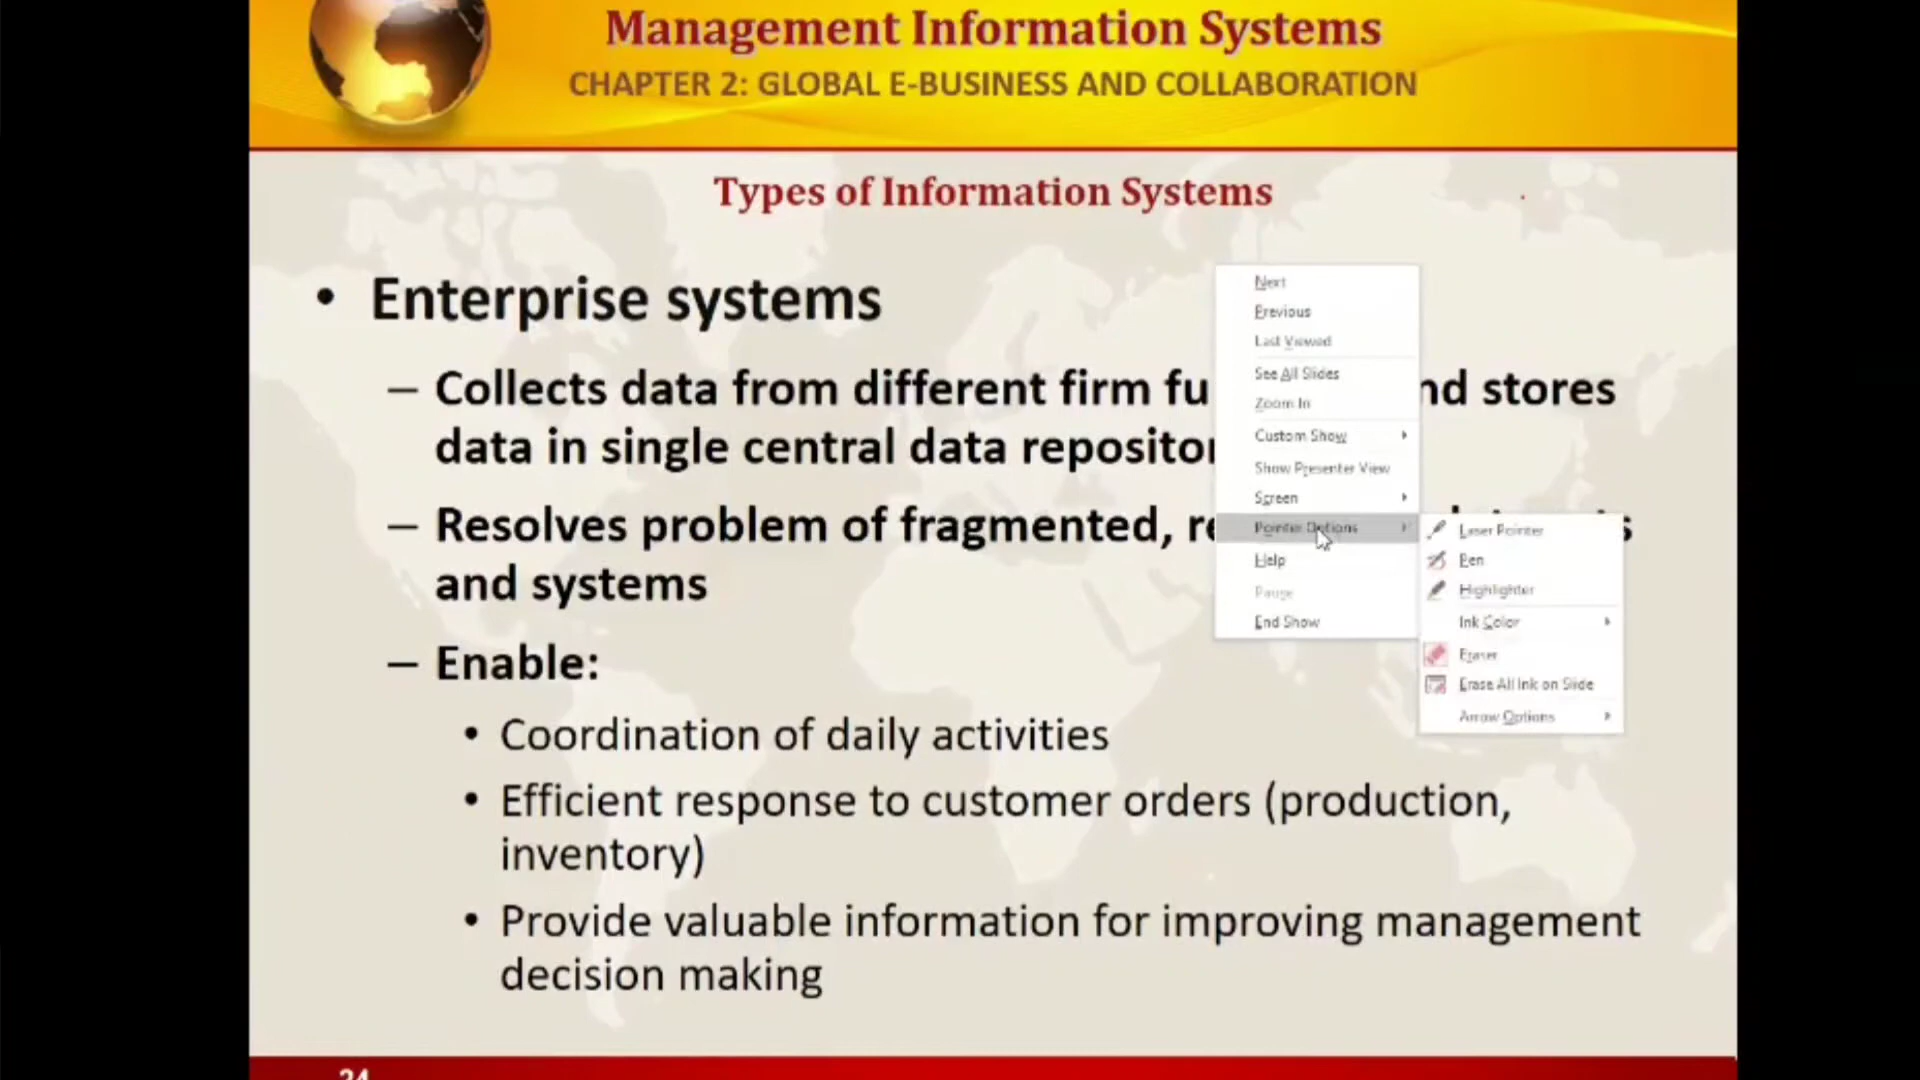 Management Information Systems
CHAPTER 2: GLOBAL E-BUSINESS AND COLLABORATION
Types of Information Systems
• Enterprise systems
– Collects data from different firm fu nd stores
data in single central data repositor
– Resolves problem of fragmented, re s
and systems
– Enable:
• Coordination of daily activities
• Efficient response to customer orders (production,
inventory)
• Provide valuable information for improving management
decision making
Next
Previous
Last Viewed
See All Slides
Zoom In
Custom Show
Show Presenter View
Screen
Pointer Options
Help
Pause
End Show
Laser Pointer
Pen
Highlighter
Ink Color
Eraser
Erase All Ink on Slide
Arrow Options
24